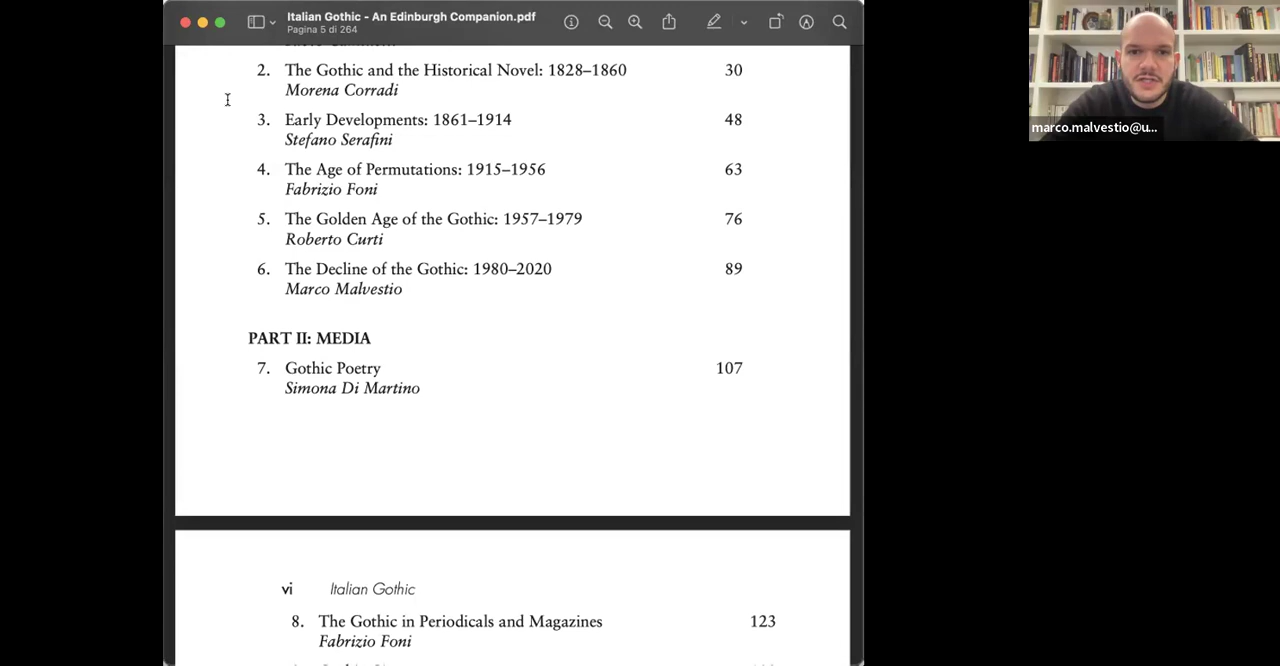 Italian Gothic - An Edinburgh Companion.pdf
Pagina 5 di 264
2. The Gothic and the Historical Novel: 1828–1860 30
Morena Corradi
3. Early Developments: 1861–1914 48
Stefano Serafini
4. The Age of Permutations: 1915–1956 63
Fabrizio Foni
5. The Golden Age of the Gothic: 1957–1979 76
Roberto Curti
6. The Decline of the Gothic: 1980–2020 89
Marco Malvestio
PART II: MEDIA
7. Gothic Poetry 107
Simona Di Martino
vi Italian Gothic
8. The Gothic in Periodicals and Magazines 123
Fabrizio Foni
marco.malvestio@u...